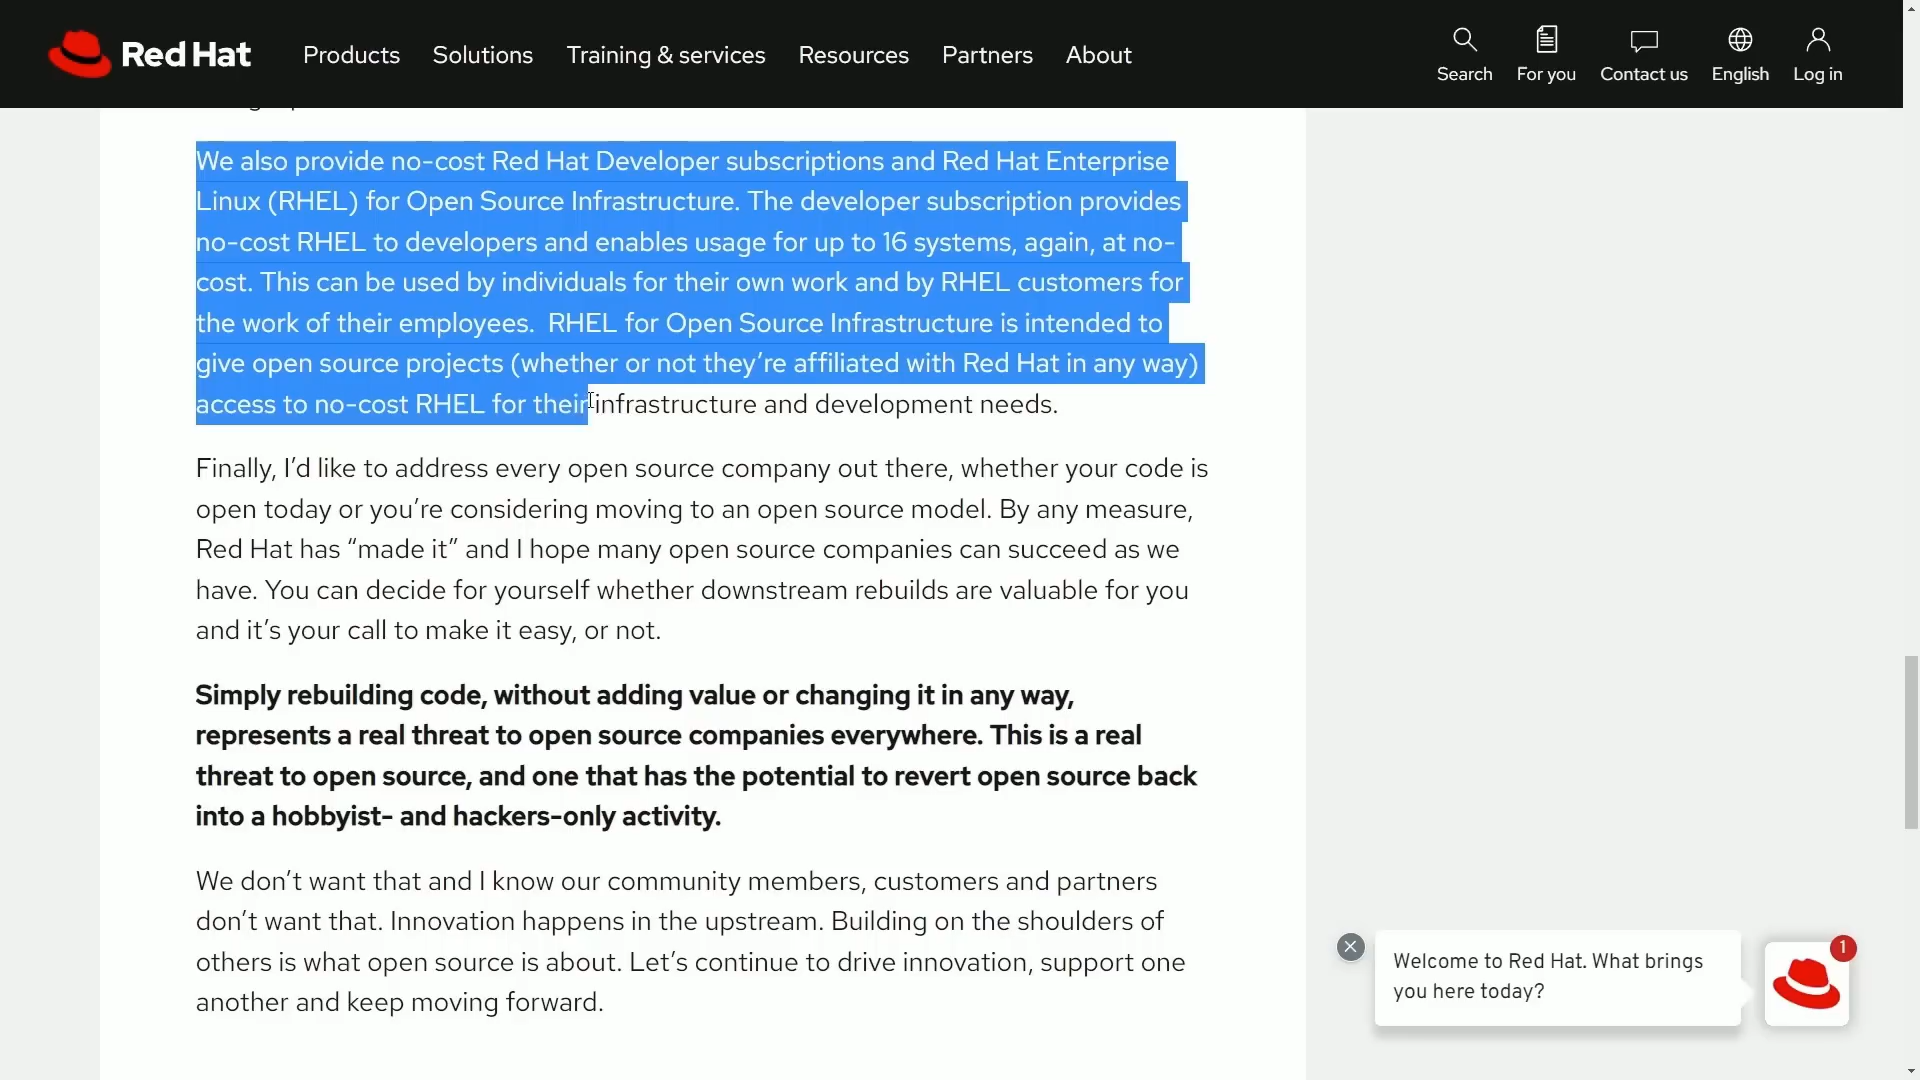 Red Hat
Products Solutions Training & services Resources Partners About
Search For you Contact us English Log in
We also provide no-cost Red Hat Developer subscriptions and Red Hat Enterprise
Linux (RHEL) for Open Source Infrastructure. The developer subscription provides
no-cost RHEL to developers and enables usage for up to 16 systems, again, at no-
cost. This can be used by individuals for their own work and by RHEL customers for
the work of their employees.  RHEL for Open Source Infrastructure is intended to
give open source projects (whether or not they’re affiliated with Red Hat in any way)
access to no-cost RHEL for their infrastructure and development needs.
Finally, I’d like to address every open source company out there, whether your code is
open today or you’re considering moving to an open source model. By any measure,
Red Hat has “made it” and I hope many open source companies can succeed as we
have. You can decide for yourself whether downstream rebuilds are valuable for you
and it’s your call to make it easy, or not.
Simply rebuilding code, without adding value or changing it in any way,
represents a real threat to open source companies everywhere. This is a real
threat to open source, and one that has the potential to revert open source back
into a hobbyist- and hackers-only activity.
We don’t want that and I know our community members, customers and partners
don’t want that. Innovation happens in the upstream. Building on the shoulders of
others is what open source is about. Let’s continue to drive innovation, support one
another and keep moving forward.
Welcome to Red Hat. What brings
you here today?
1